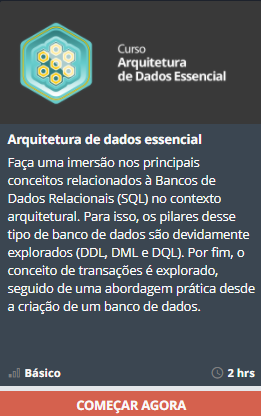 Curso
Arquitetura
de Dados Essencial
Arquitetura de dados essencial
Faça uma imersão nos principais
conceitos relacionados à Bancos de
Dados Relacionais (SQL) no contexto
arquitetural. Para isso, os pilares desse
tipo de banco de dados são devidamente
explorados (DDL, DML e DQL). Por fim, o
conceito de transações é explorado,
seguido de uma abordagem prática desde
a criação de um banco de dados.
Básico 2 hrs
COMEÇAR AGORA